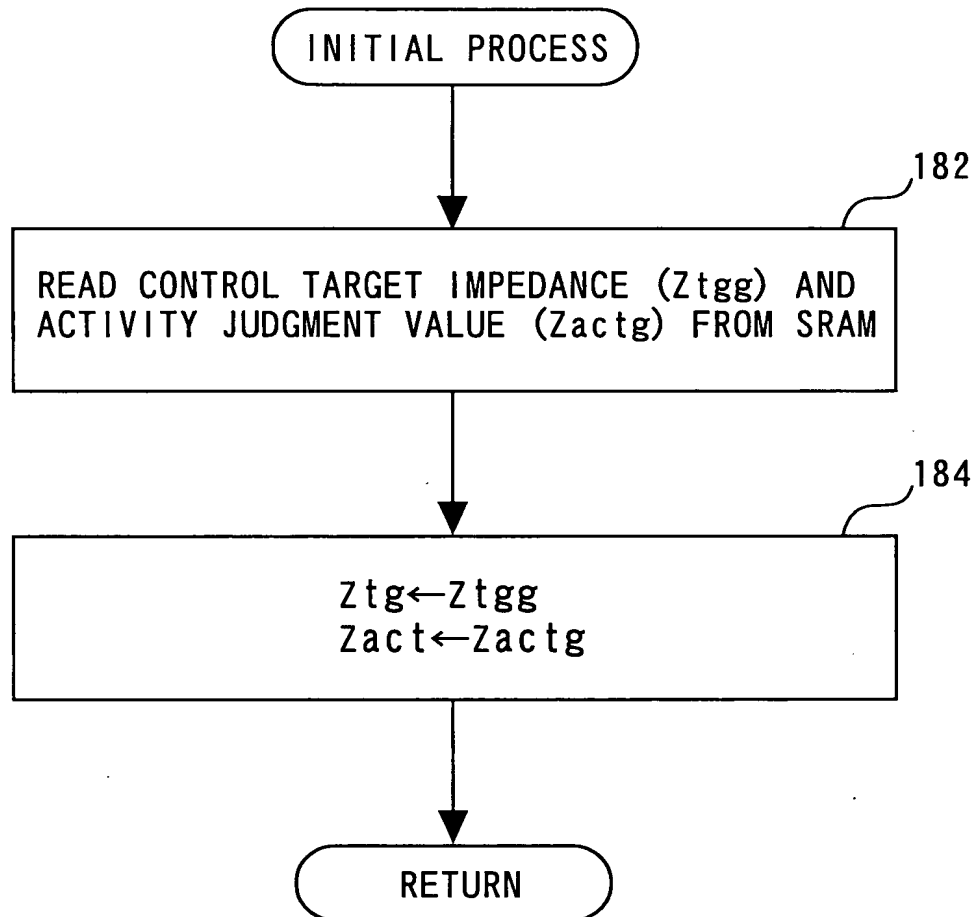 INITIAL PROCESS
182
READ CONTROL TARGET IMPEDANCE (Ztgg) AND
ACTIVITY JUDGMENT VALUE (Zactg) FROM SRAM
184
Ztg←Ztgg
Zact←Zactg
RETURN